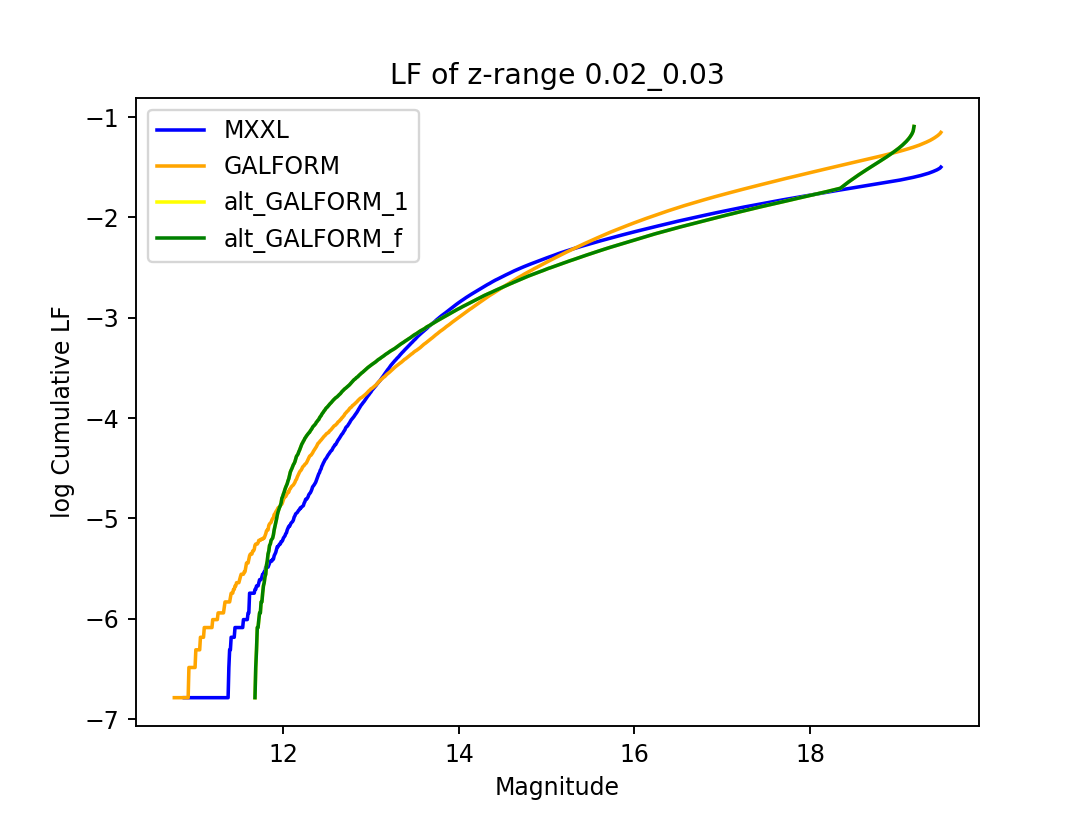 LF of z-range 0.02_0.03
MXXL
GALFORM
alt_GALFORM_1
alt_GALFORM_f
log Cumulative LF
−1
−2
−3
−4
−5
−6
−7
12 14 16 18
Magnitude